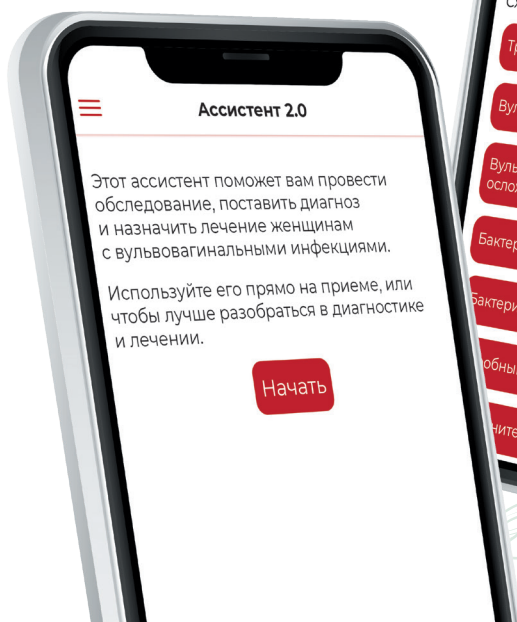 Ассистент 2.0
Этот ассистент поможет вам провести
обследование, поставить диагноз
и назначить лечение женщинам
с вульвовагинальными инфекциями.
Используйте его прямо на приеме, или
чтобы лучше разобраться в диагностике
и лечении.
Начать